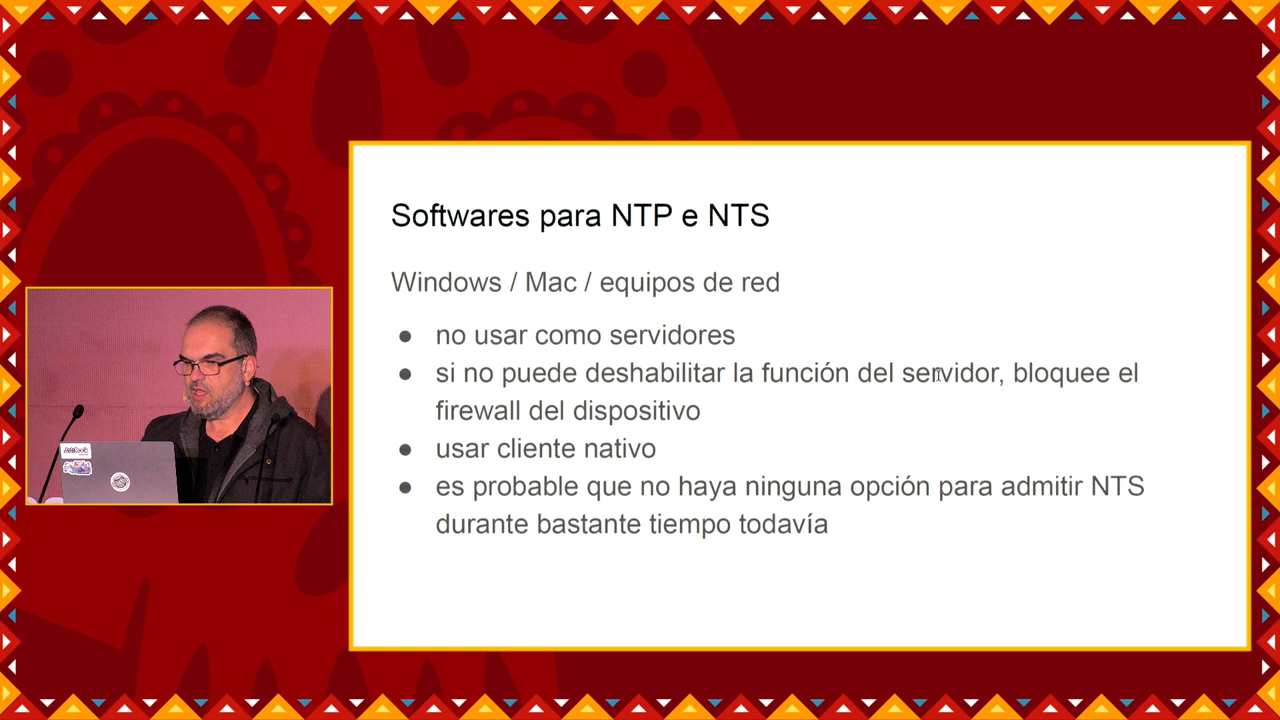 Softwares para NTP e NTS
Windows / Mac / equipos de red
● no usar como servidores
● si no puede deshabilitar la función del servidor, bloquee el
firewall del dispositivo
● usar cliente nativo
● es probable que no haya ninguna opción para admitir NTS
durante bastante tiempo todavía